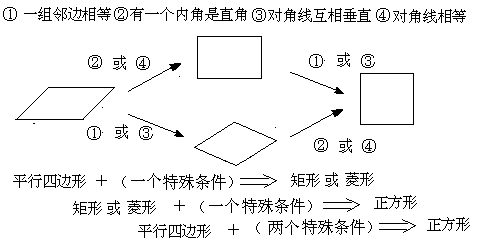 ① 一组邻边相等②有一个内角是直角③对角线互相垂直④对角线相等
② 或 ④
① 或 ③
① 或 ③
② 或 ④
平行四边形 + (一个特殊条件) ⟹ 矩形 或 菱形
矩形 或 菱形 + (一个特殊条件) ⟹ 正方形
平行四边形 + ( 两个特殊条件) ⟹ 正方形